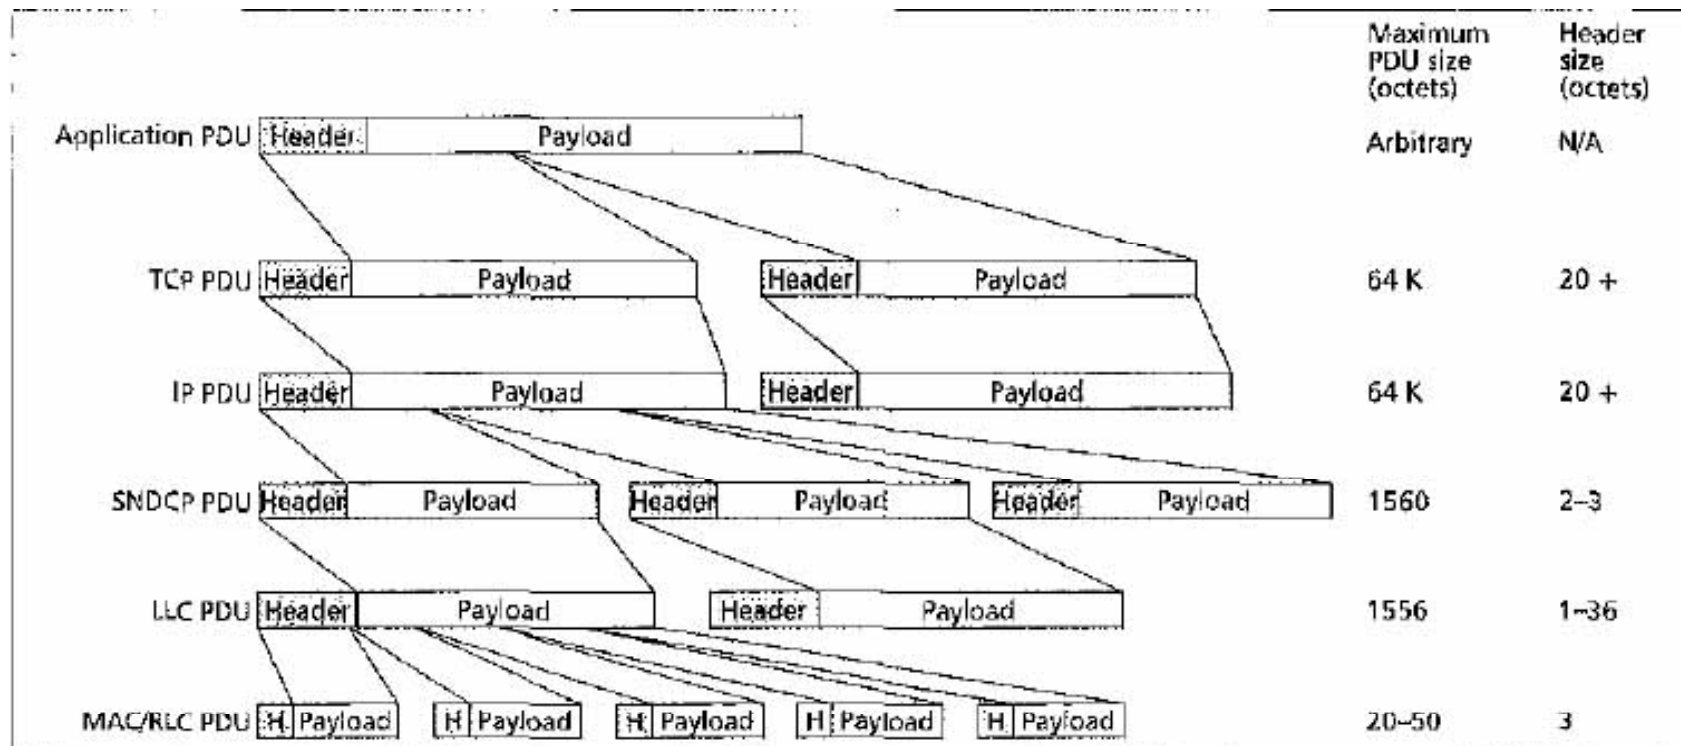 Maximum Header
PDU size size
(octets) (octets)
Application PDU Header Payload Arbitrary N/A
TCP PDU Header Payload Header Payload 64 K 20 +
IP PDU Header Payload Header Payload 64 K 20 +
SNDCP PDU Header Payload Header Payload Header Payload 1560 2–3
LLC PDU Header Payload Header Payload 1556 1–36
MAC/RLC PDU H Payload H Payload H Payload H Payload H Payload 20–50 3